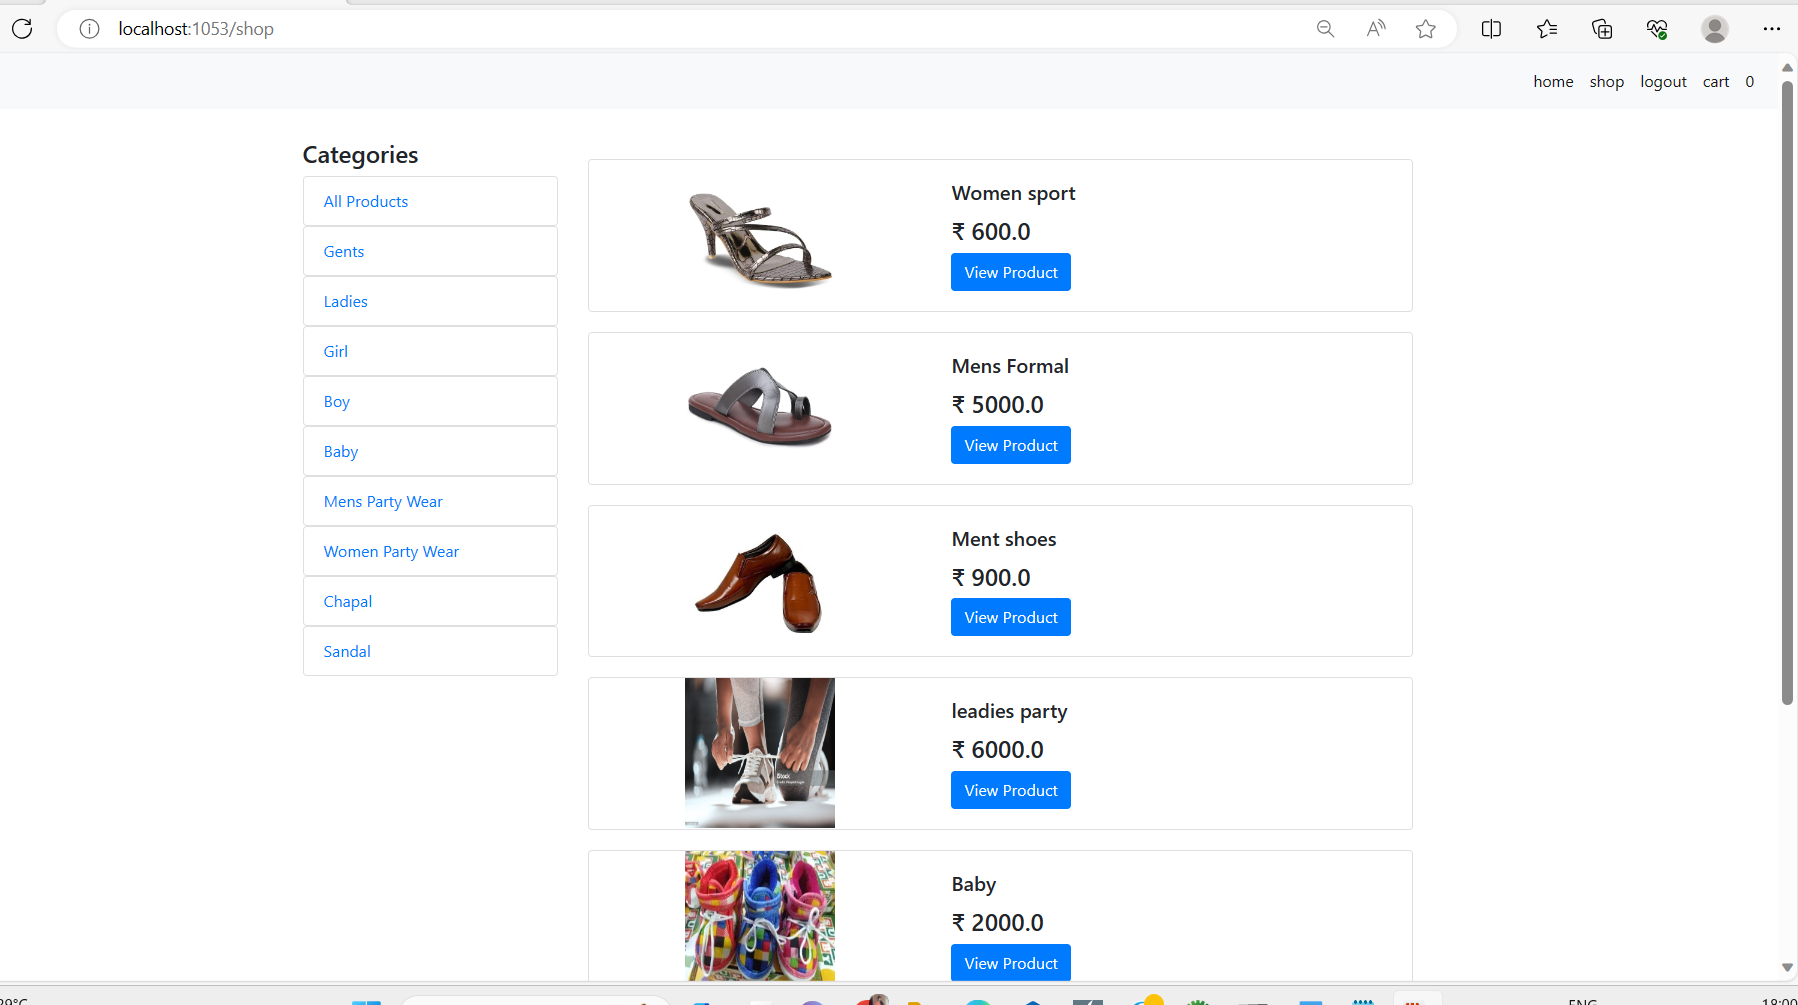 localhost:1053/shop
home shop logout cart 0
Categories
All Products
Gents
Ladies
Girl
Boy
Baby
Mens Party Wear
Women Party Wear
Chapal
Sandal
Women sport
₹ 600.0
View Product
Mens Formal
₹ 5000.0
View Product
Ment shoes
₹ 900.0
View Product
leadies party
₹ 6000.0
View Product
Baby
₹ 2000.0
View Product